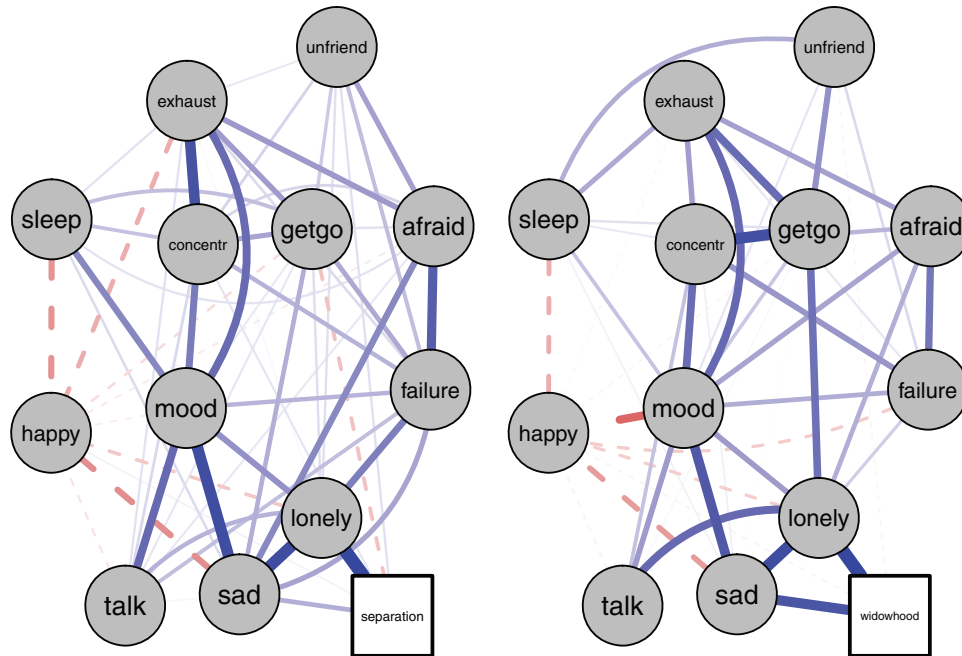 unfriend
exhaust
sleep
concentr
getgo
afraid
happy
mood
failure
lonely
talk
sad
separation
unfriend
exhaust
sleep
concentr
getgo
afraid
happy
mood
failure
lonely
talk
sad
widowhood